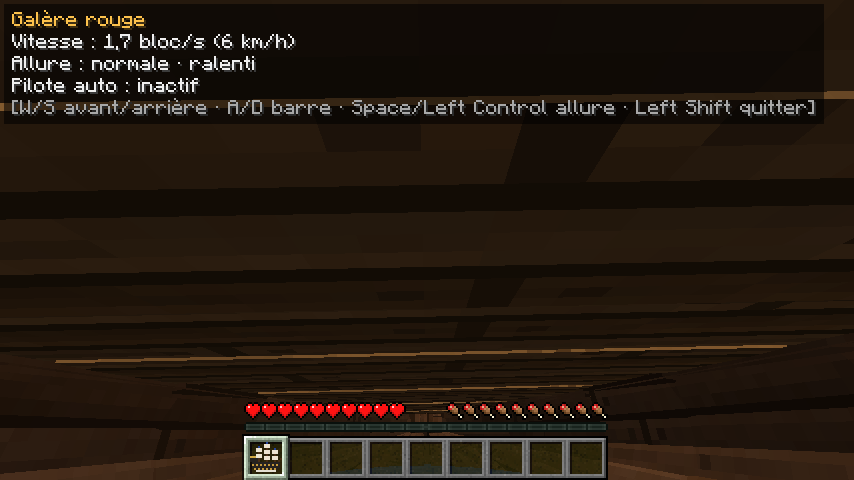 Galère rouge
Vitesse : 1,7 bloc/s (6 km/h)
Allure : normale · ralenti
Pilote auto : inactif
[W/S avant/arrière · A/D barre · Space/Left Control allure · Left Shift quitter]